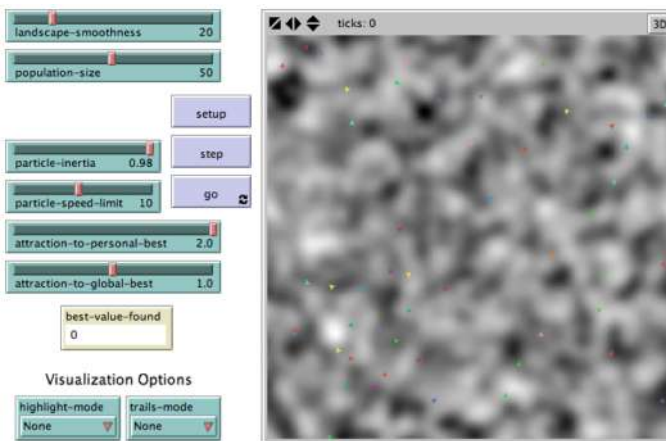 landscape-smoothness 20
population-size 50
setup
particle-inertia 0.98
step
particle-speed-limit 10
go
attraction-to-personal-best 2.0
attraction-to-global-best 1.0
best-value-found
0
Visualization Options
highlight-mode
None
trails-mode
None
ticks: 0
3D